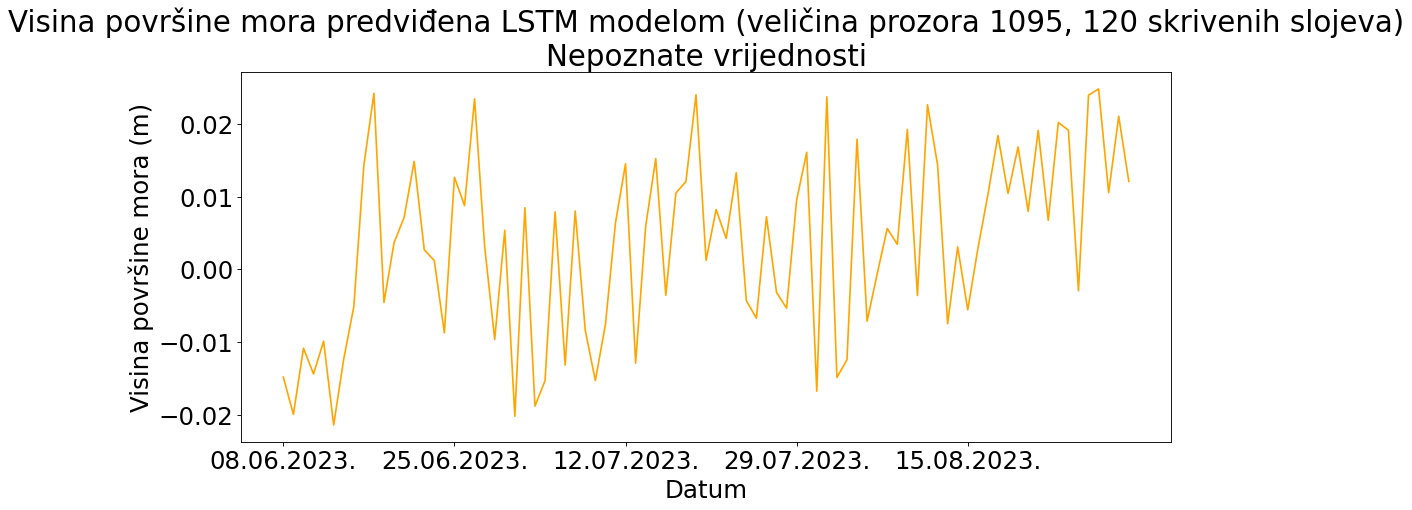 Visina površine mora predviđena LSTM modelom (veličina prozora 1095, 120 skrivenih slojeva)
Nepoznate vrijednosti
Visina površine mora (m)
0.02
0.01
0.00
−0.01
−0.02
08.06.2023. 25.06.2023. 12.07.2023. 29.07.2023. 15.08.2023.
Datum